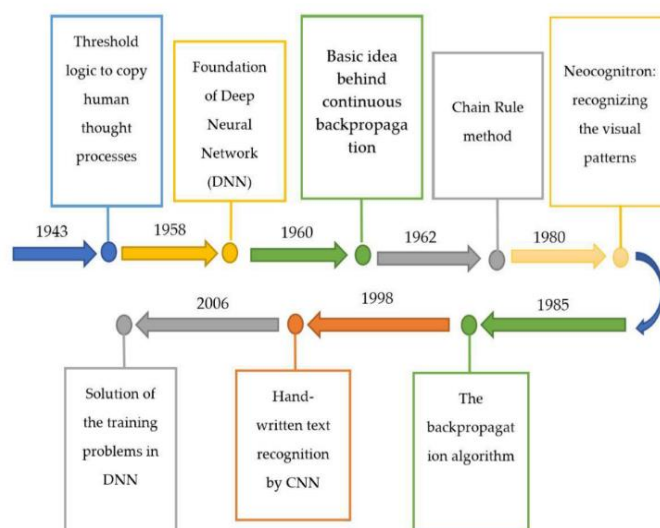 Threshold
logic to copy
human
thought
processes
Foundation
of Deep
Neural
Network
(DNN)
Basic idea
behind
continuous
backpropaga
tion
Chain Rule
method
Neocognitron:
recognizing
the visual
patterns
1943
1958
1960
1962
1980
2006
1998
1985
Solution of
the training
problems in
DNN
Hand-
written text
recognition
by CNN
The
backpropagat
ion algorithm